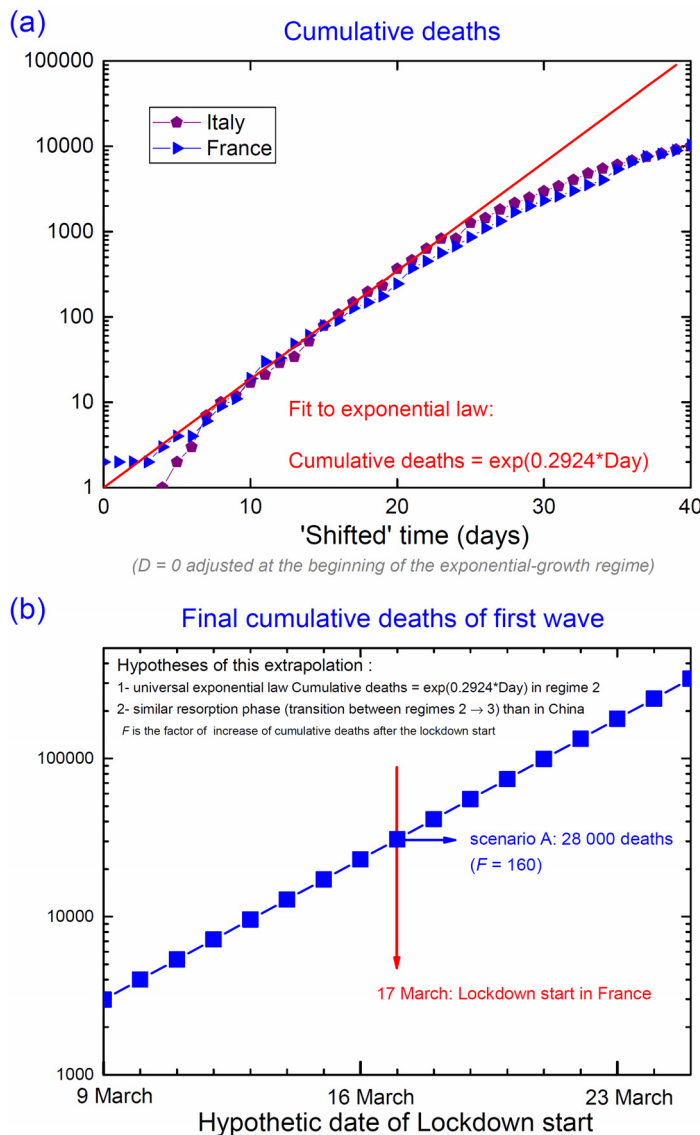 (a)
Cumulative deaths
100000
10000
1000
100
10
1
Italy
France
Fit to exponential law:
Cumulative deaths = exp(0.2924*Day)
0 10 20 30 40
'Shifted' time (days)
(D = 0 adjusted at the beginning of the exponential-growth regime)
(b)
Final cumulative deaths of first wave
Hypotheses of this extrapolation :
1- universal exponential law Cumulative deaths = exp(0.2924*Day) in regime 2
2- similar resorption phase (transition between regimes 2 → 3) than in China
F is the factor of increase of cumulative deaths after the lockdown start
100000
10000
1000
scenario A: 28 000 deaths
(F = 160)
17 March: Lockdown start in France
9 March 16 March 23 March
Hypothetic date of Lockdown start